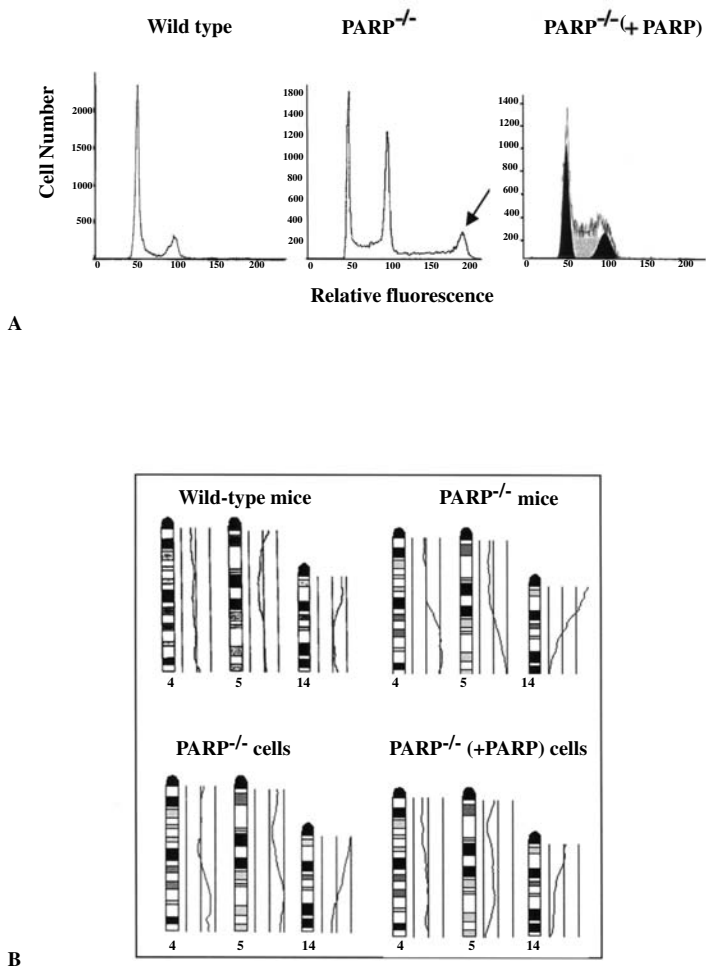 Wild type
PARP-/-
PARP-/-(+ PARP)
Cell Number
2000
1500
1000
500
0 50 100 150 200
1800
1600
1400
1200
1000
800
600
400
200
0 50 100 150 200
1400
1200
1000
800
600
400
200
0 50 100 150 200
Relative fluorescence
A
Wild-type mice
4 5 14
PARP-/- mice
4 5 14
PARP-/- cells
4 5 14
PARP-/- (+PARP) cells
4 5 14
B